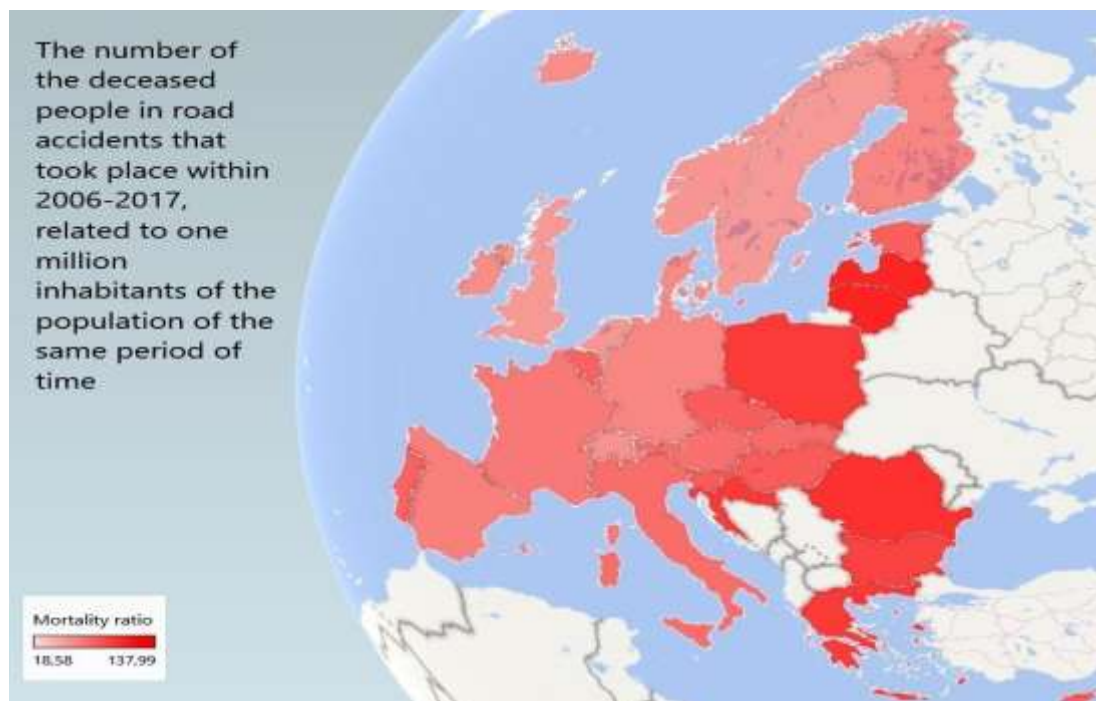 The number of
the deceased
people in road
accidents that
took place within
2006-2017,
related to one
million
inhabitants of the
population of the
same period of
time
Mortality ratio
18,58 137,99